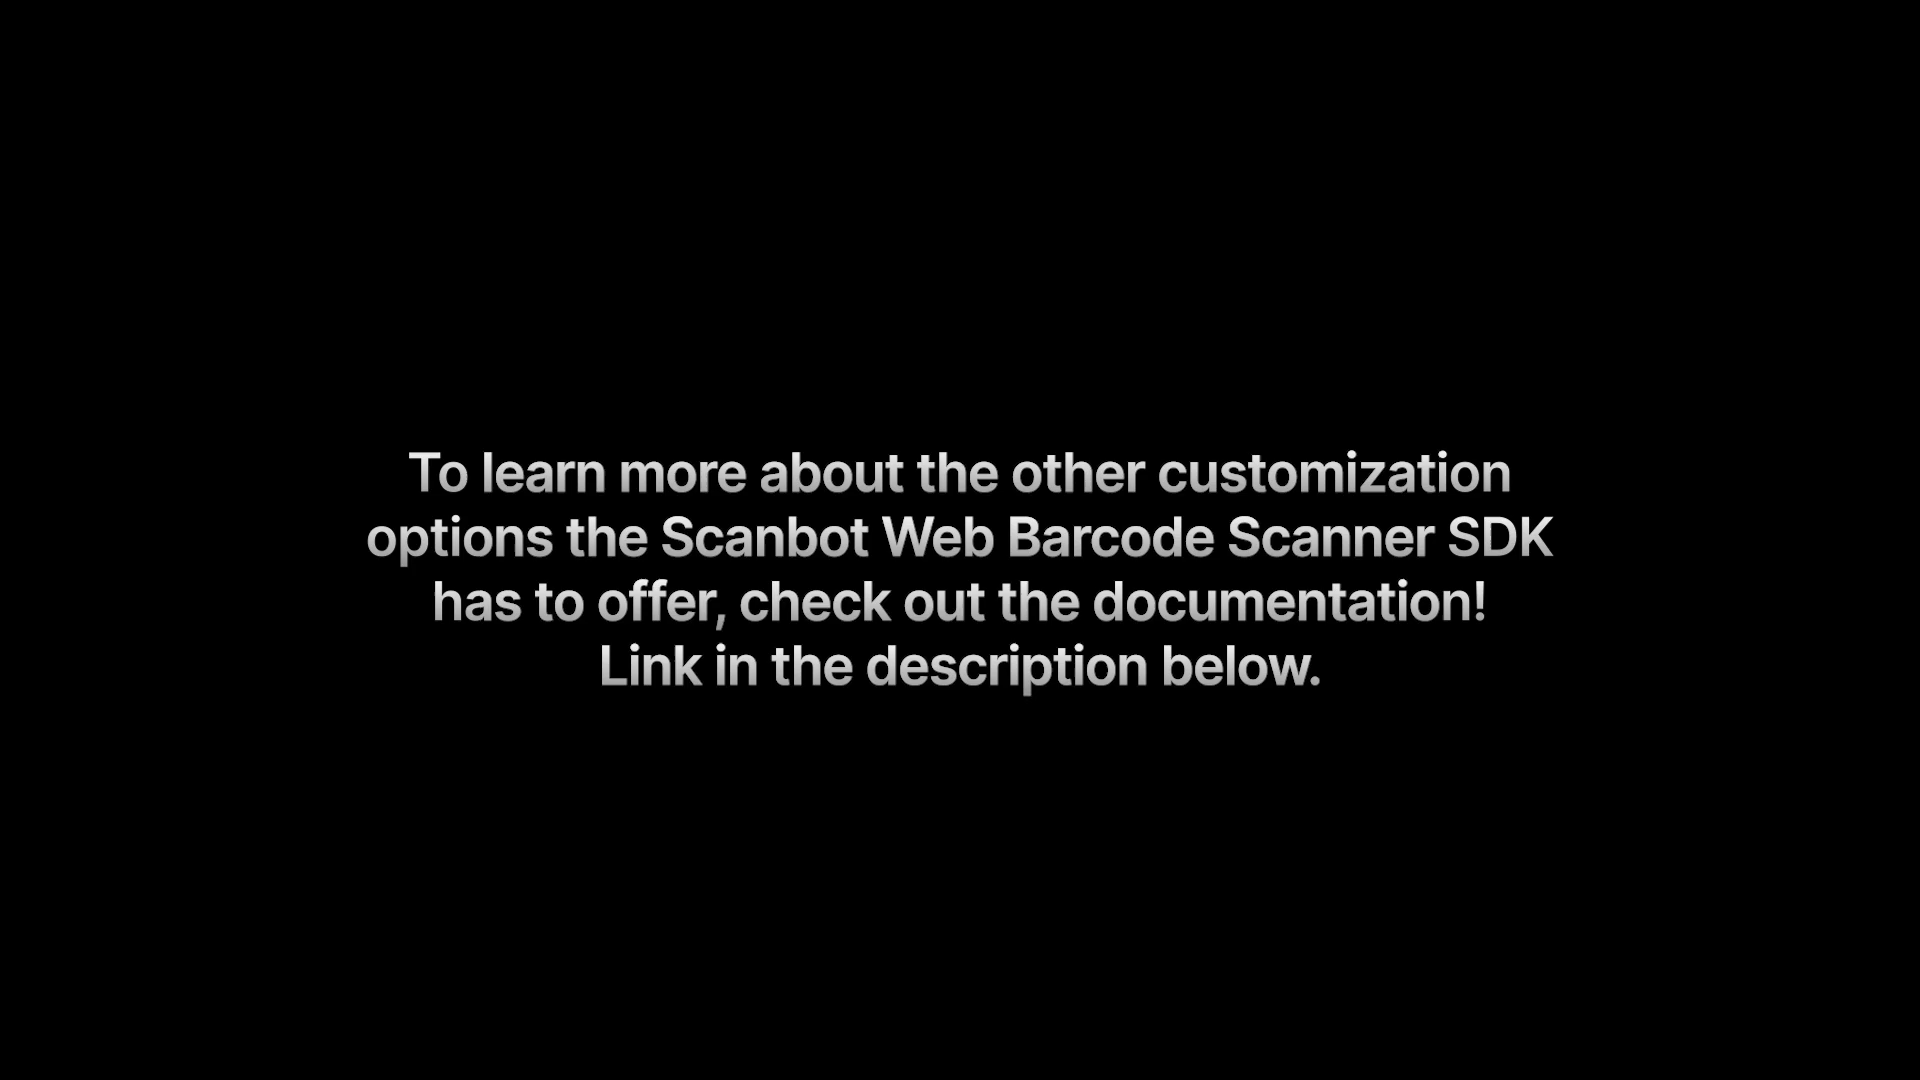 To learn more about the other customization
options the Scanbot Web Barcode Scanner SDK
has to offer, check out the documentation!
Link in the description below.